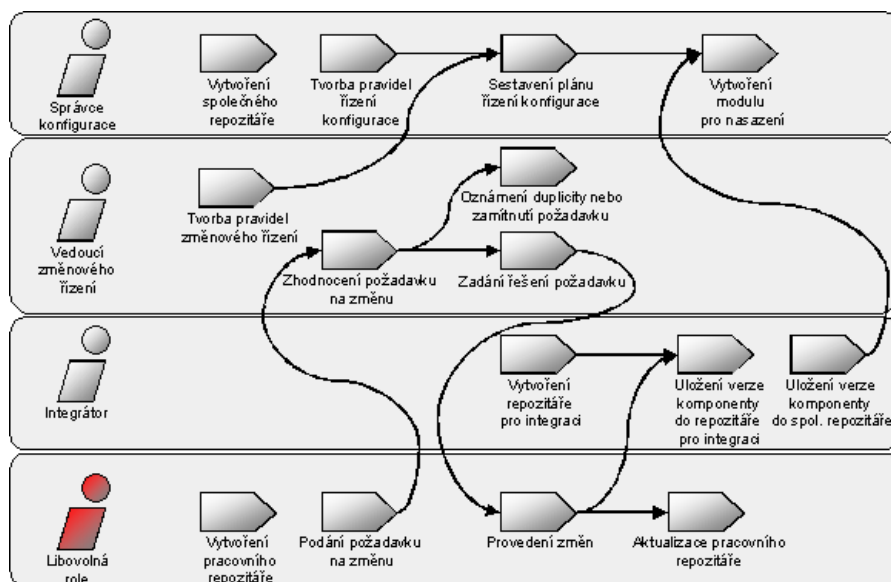 Správce
konfigurace
Vytvoření
společného
repozitáře
Tvorba pravidel
řízení
konfigurace
Sestavení plánu
řízení konfigurace
Vytvoření
modulu
pro nasazení
Vedoucí
změnového
řízení
Tvorba pravidel
změnového řízení
Oznámení duplicity nebo
zamítnutí požadavku
Zhodnocení požadavku
na změnu
Zadání řešení požadavku
Integrátor
Vytvoření
repozitáře
pro integraci
Uložení verze
komponenty
do repozitáře
pro integraci
Uložení verze
komponenty
do spol. repozitáře
Libovolná
role
Vytvoření
pracovního
repozitáře
Podání požadavku
na změnu
Provedení změn
Aktualizace pracovního
repozitáře